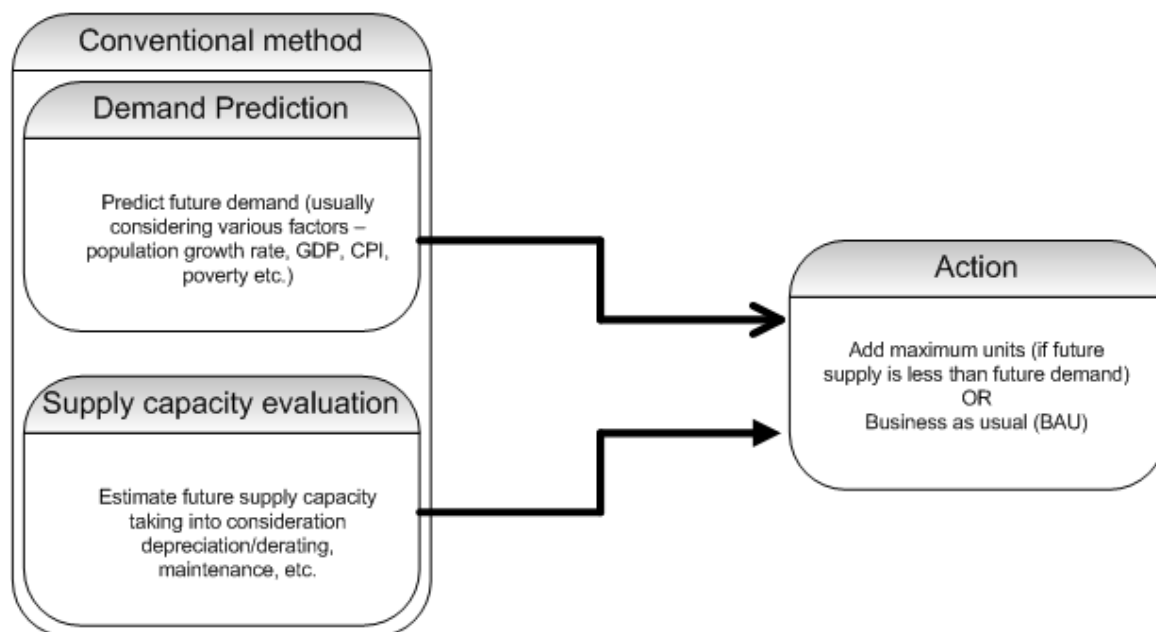 Conventional method
Demand Prediction
Predict future demand (usually
considering various factors –
population growth rate, GDP, CPI,
poverty etc.)
Supply capacity evaluation
Estimate future supply capacity
taking into consideration
depreciation/derating,
maintenance, etc.
Action
Add maximum units (if future
supply is less than future demand)
OR
Business as usual (BAU)